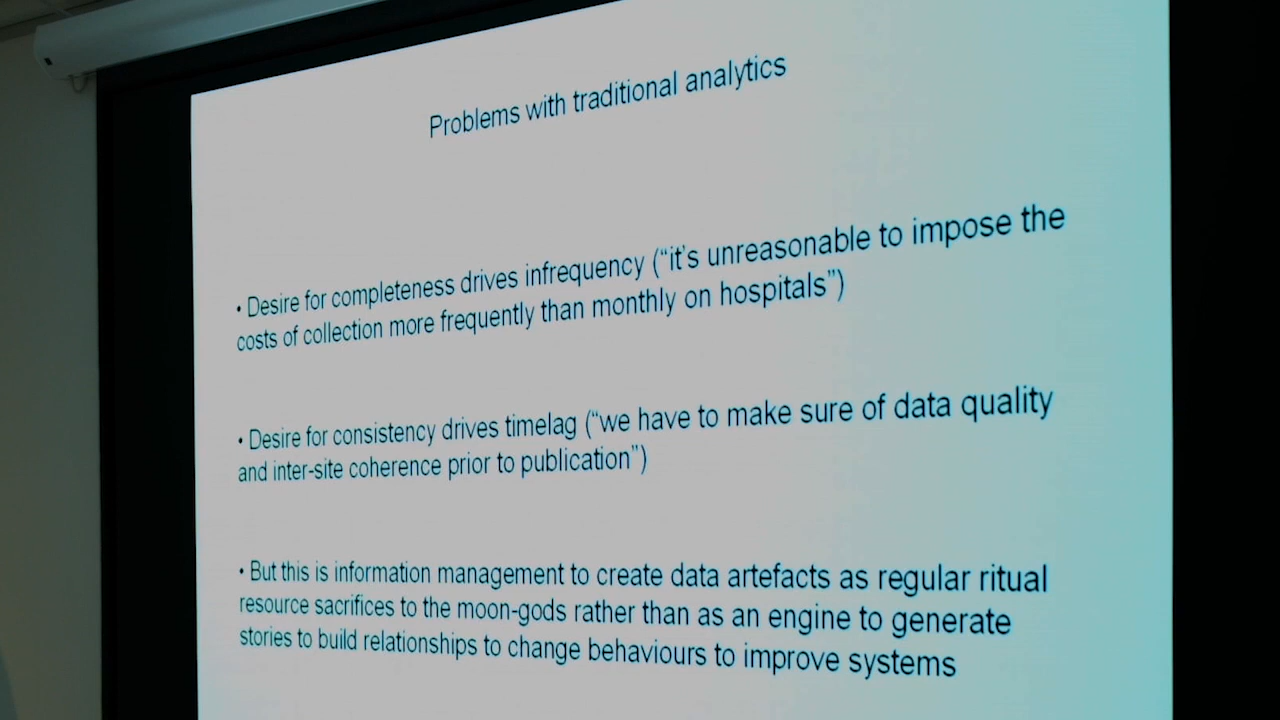 Problems with traditional analytics
• Desire for completeness drives infrequency (“it’s unreasonable to impose the
costs of collection more frequently than monthly on hospitals”)
• Desire for consistency drives timelag (“we have to make sure of data quality
and inter-site coherence prior to publication”)
• But this is information management to create data artefacts as regular ritual
resource sacrifices to the moon-gods rather than as an engine to generate
stories to build relationships to change behaviours to improve systems